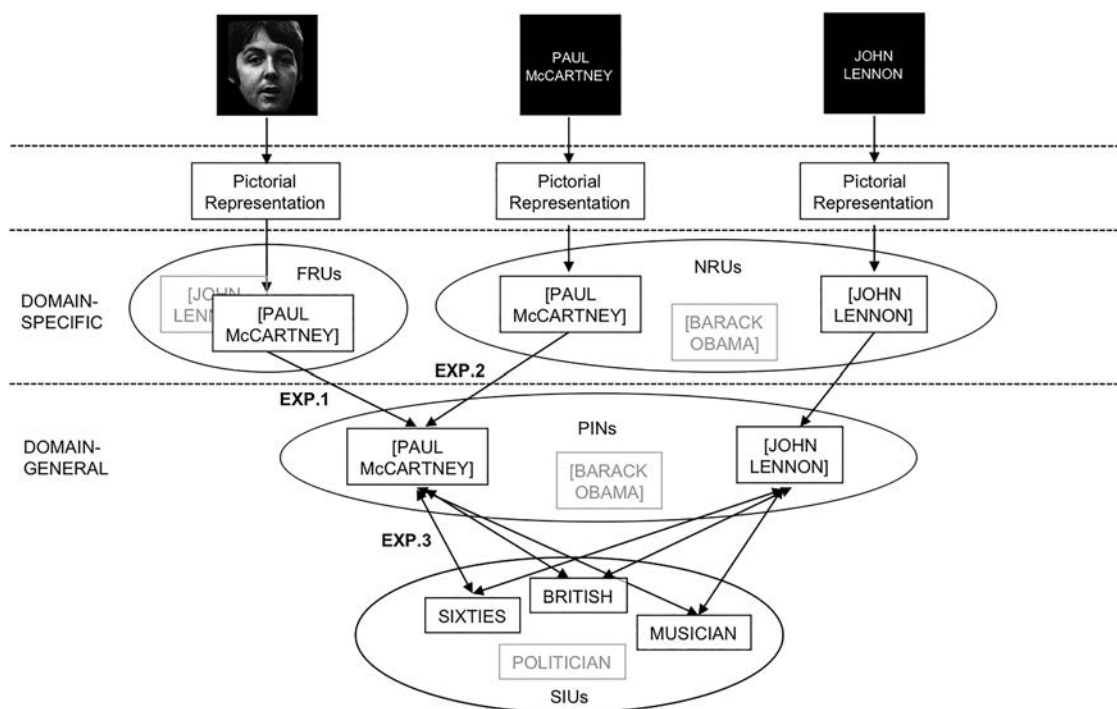 PAUL
McCARTNEY
JOHN
LENNON
Pictorial
Representation
Pictorial
Representation
Pictorial
Representation
DOMAIN-
SPECIFIC
FRUs
[JOHN
LENN
[PAUL
McCARTNEY]
NRUs
[PAUL
McCARTNEY]
[BARACK
OBAMA]
[JOHN
LENNON]
EXP.1
EXP.2
DOMAIN-
GENERAL
PINs
[PAUL
McCARTNEY]
[BARACK
OBAMA]
[JOHN
LENNON]
EXP.3
SIXTIES
BRITISH
MUSICIAN
POLITICIAN
SIUs